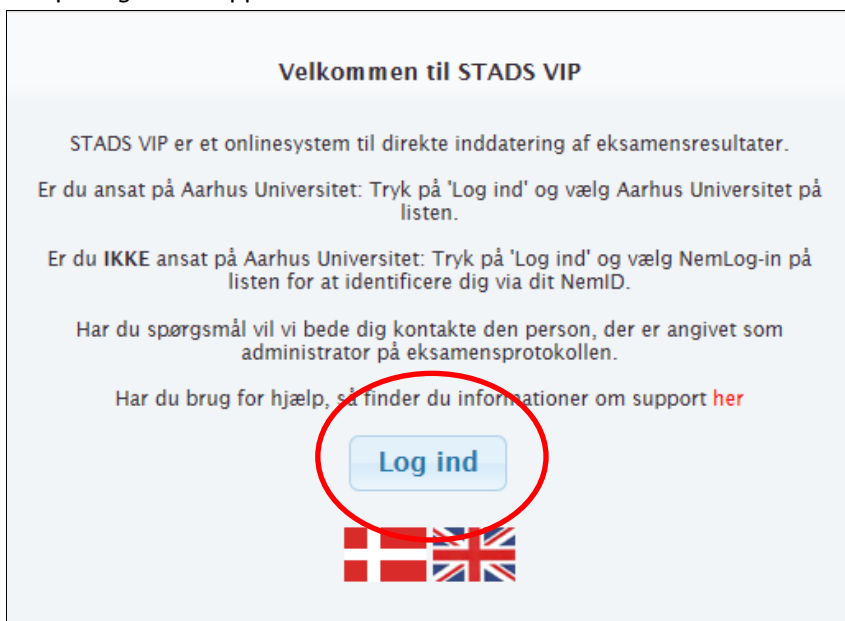 Velkommen til STADS VIP
STADS VIP er et onlinesystem til direkte inddatering af eksamensresultater.
Er du ansat på Aarhus Universitet: Tryk på 'Log ind' og vælg Aarhus Universitet på
listen.
Er du IKKE ansat på Aarhus Universitet: Tryk på 'Log ind' og vælg NemLog-in på
listen for at identificere dig via dit NemID.
Har du spørgsmål vil vi bede dig kontakte den person, der er angivet som
administrator på eksamensprotokollen.
Har du brug for hjælp, så finder du informationer om support her
Log ind